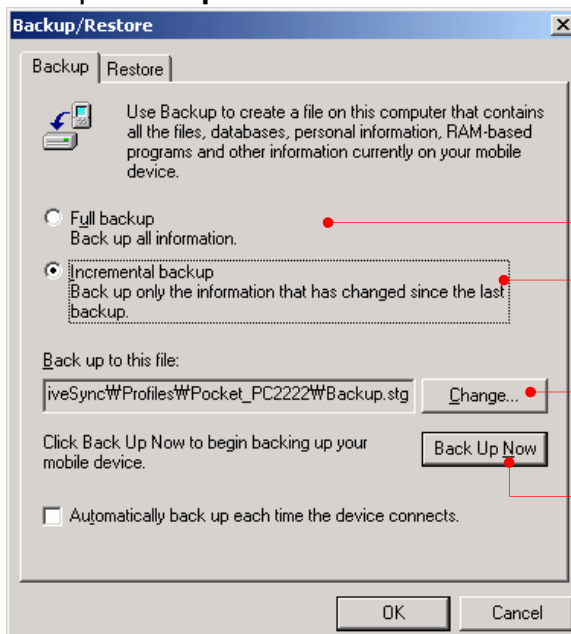 Backup/Restore
Backup
Restore
Use Backup to create a file on this computer that contains
all the files, databases, personal information, RAM-based
programs and other information currently on your mobile
device.
Full backup
Back up all information.
Incremental backup
Back up only the information that has changed since the last
backup.
Back up to this file:
iveSync₩Profiles₩Pocket_PC2222₩Backup.stg
Change...
Click Back Up Now to begin backing up your
mobile device.
Back Up Now
Automatically back up each time the device connects.
OK
Cancel